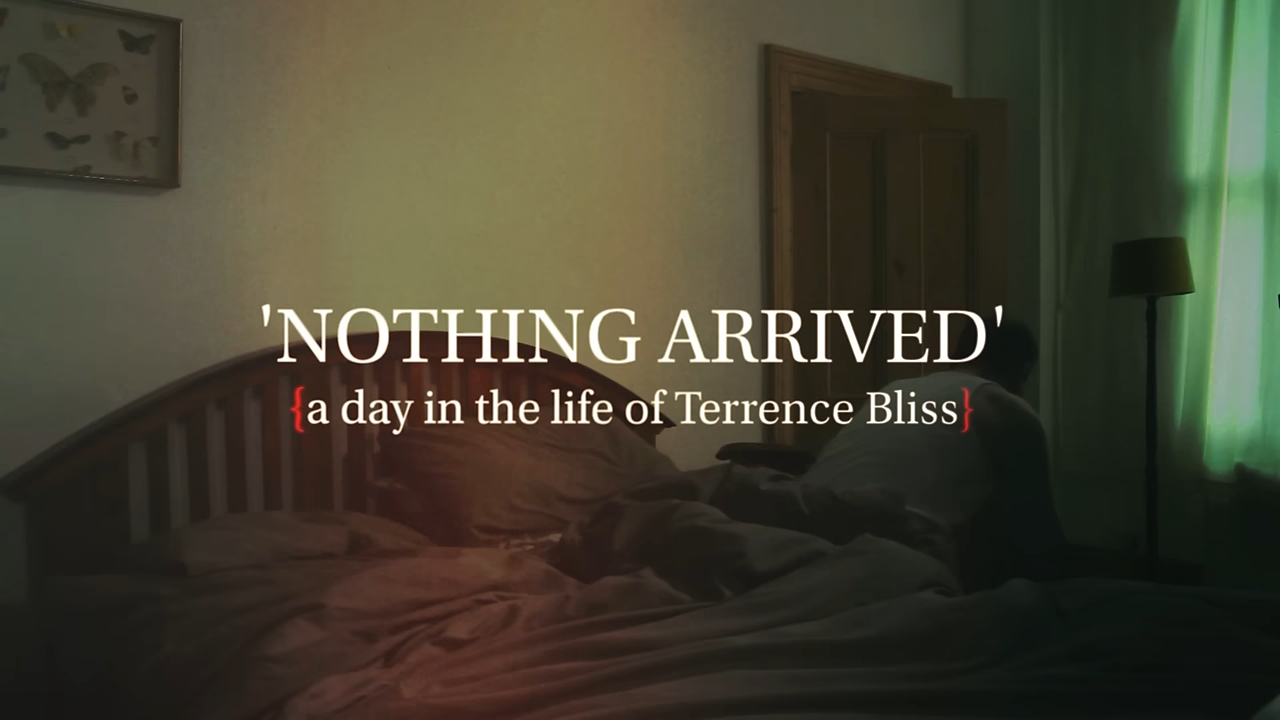 'NOTHING ARRIVED'
{a day in the life of Terrence Bliss}